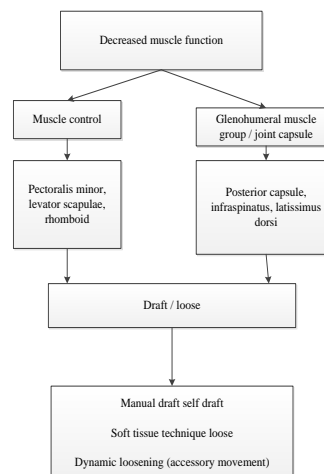 Decreased muscle function
Muscle control
Glenohumeral muscle
group / joint capsule
Pectoralis minor,
levator scapulae,
rhomboid
Posterior capsule,
infraspinatus, latissimus
dorsi
Draft / loose
Manual draft self draft
Soft tissue technique loose
Dynamic loosening (accessory movement)